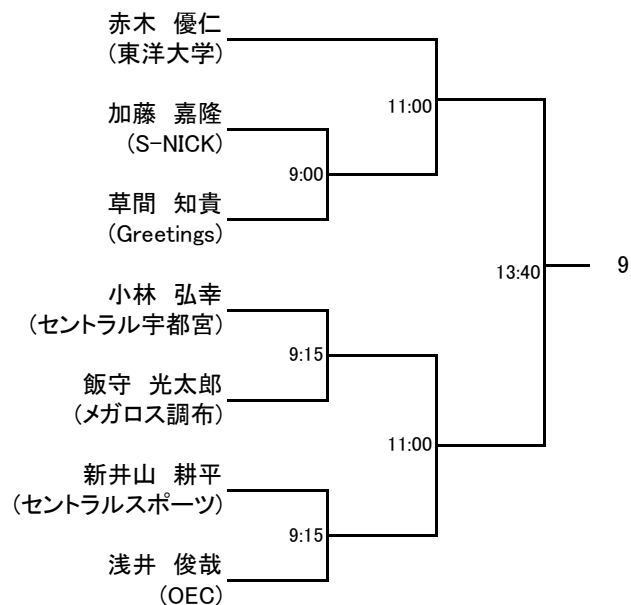 赤木　優仁
(東洋大学)
11:00
加藤　嘉隆
(S-NICK)
9:00
草間　知貴
(Greetings)
13:40
9
小林　弘幸
(セントラル宇都宮)
9:15
飯守　光太郎
(メガロス調布)
11:00
新井山　耕平
(セントラルスポーツ)
9:15
浅井　俊哉
(OEC)